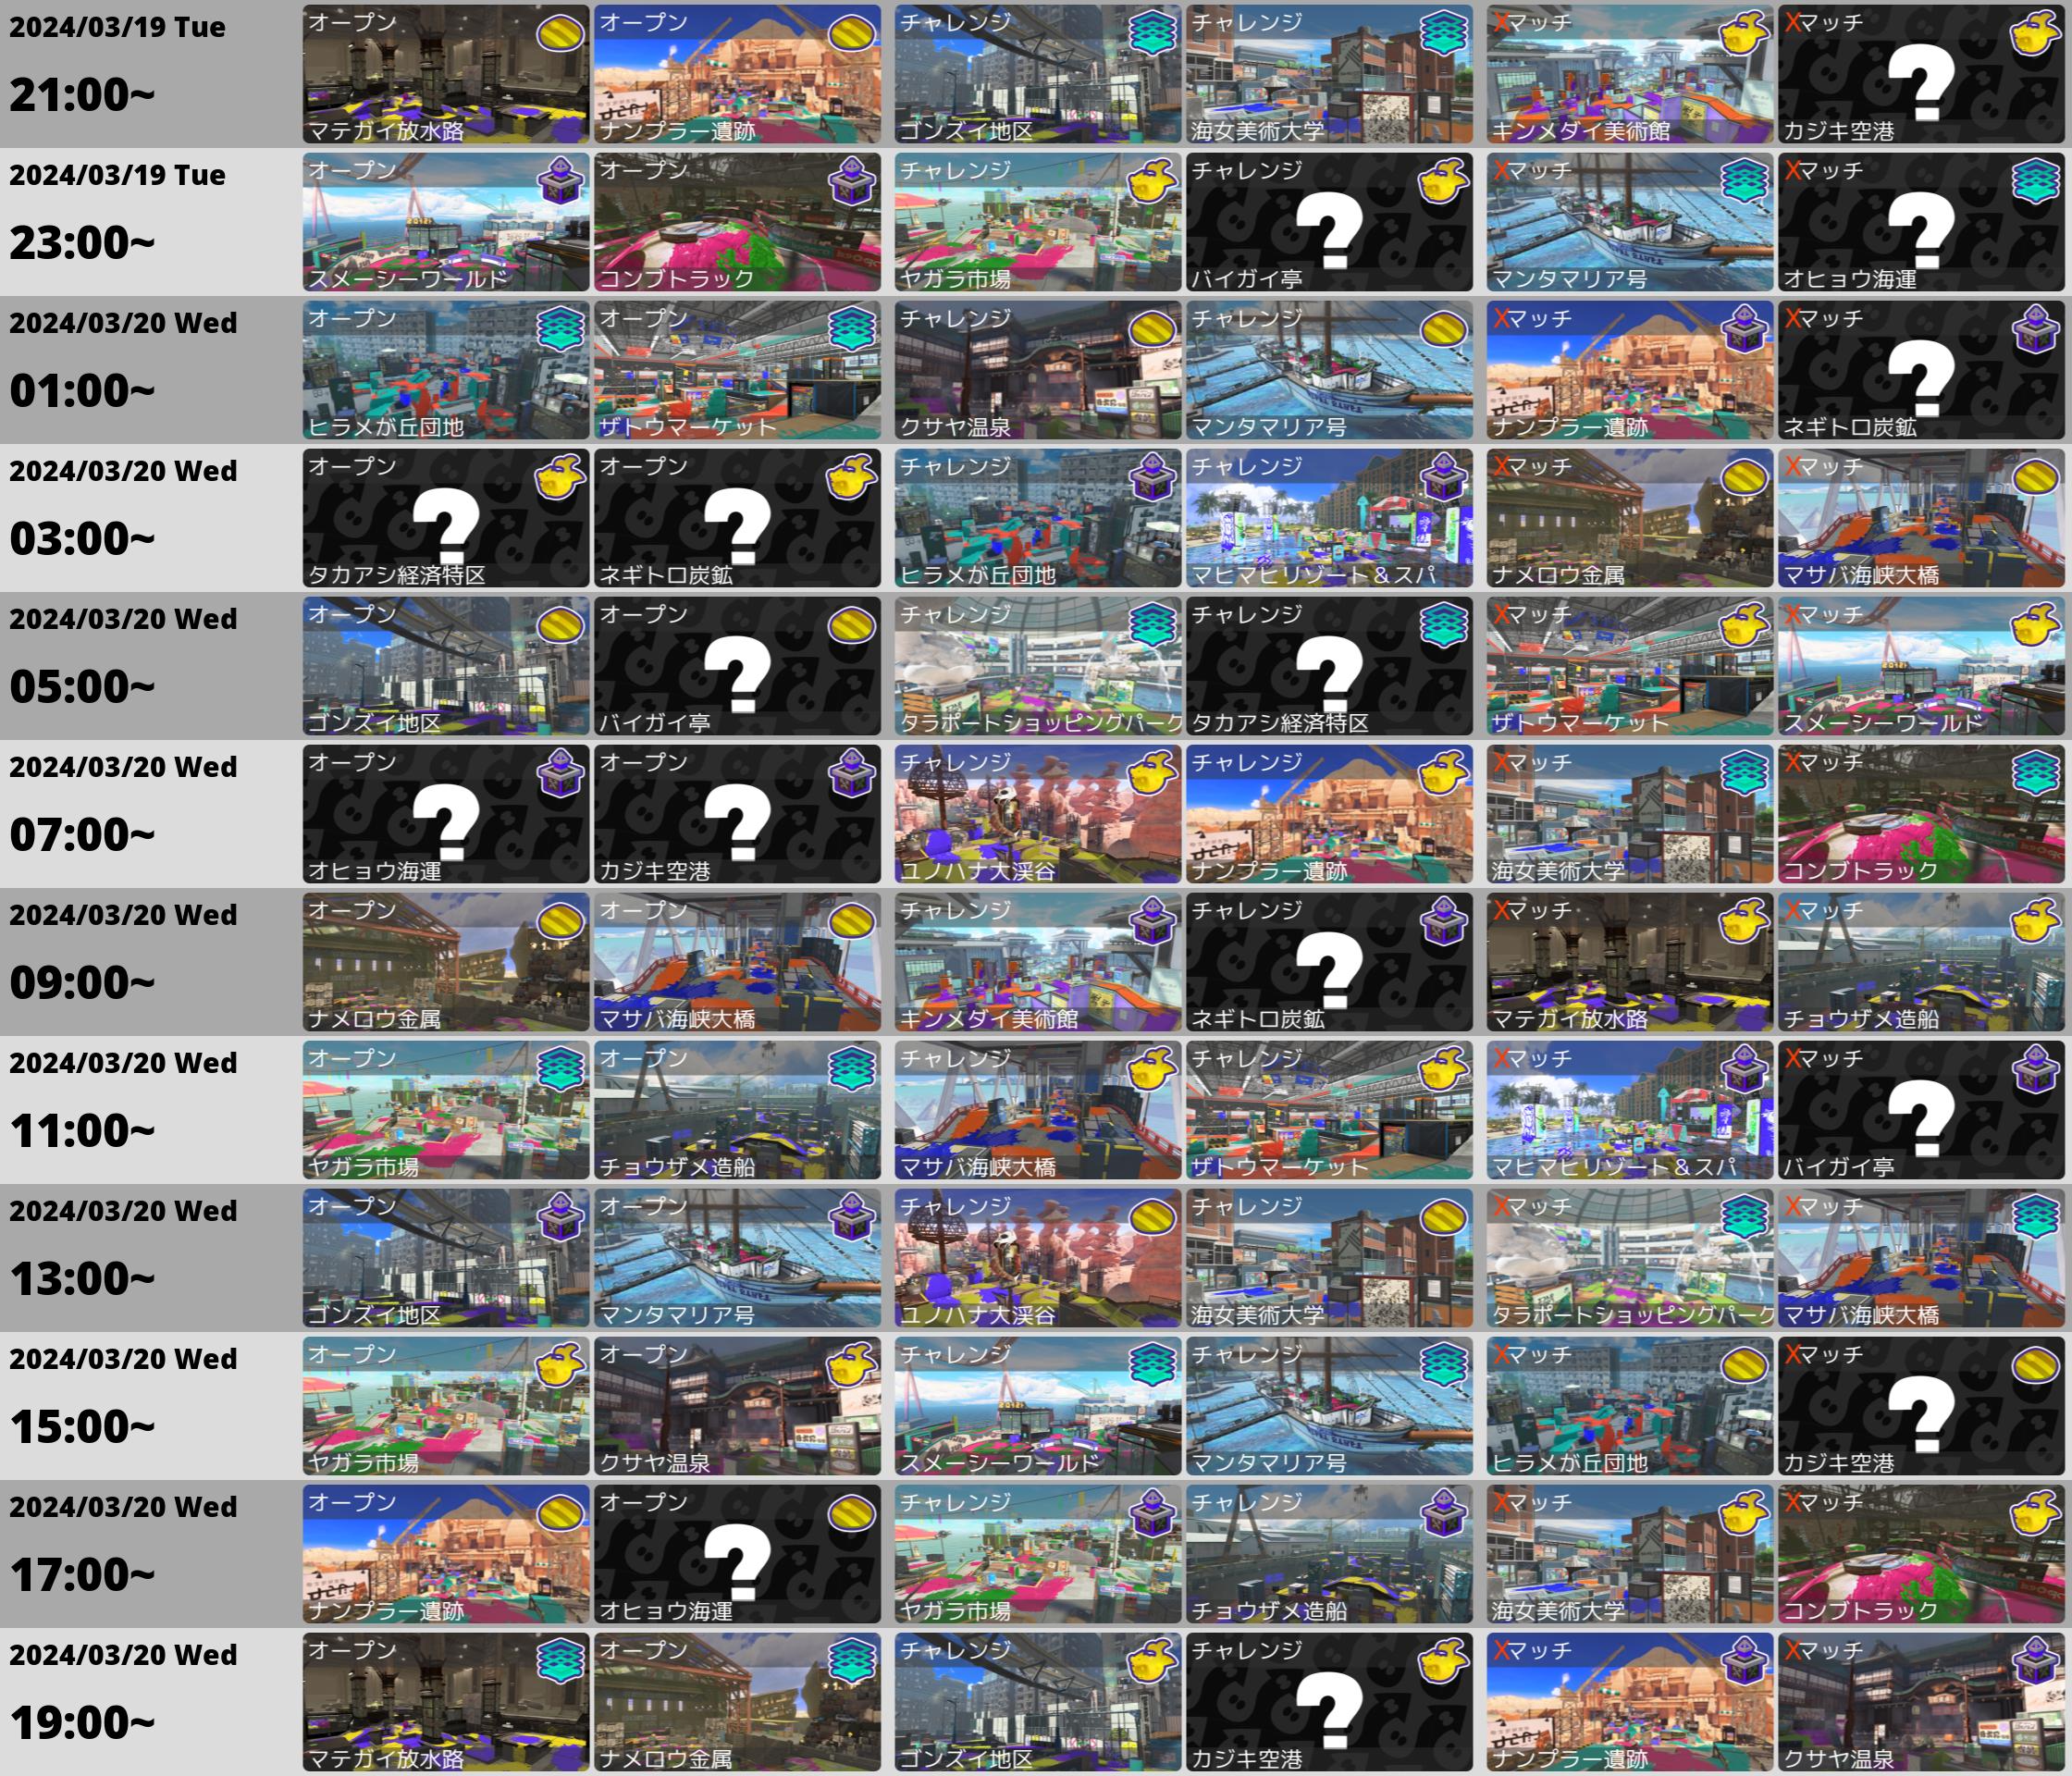 2024/03/19 Tue
21:00~
オープン
マテガイ放水路
オープン
ナンプラー遺跡
チャレンジ
ゴンズイ地区
チャレンジ
海女美術大学
Xマッチ
キンメダイ美術館
Xマッチ
カジキ空港
2024/03/19 Tue
23:00~
オープン
スメーシーワールド
オープン
コンブトラック
チャレンジ
ヤガラ市場
チャレンジ
バイガイ亭
Xマッチ
マンタマリア号
Xマッチ
オヒョウ海運
2024/03/20 Wed
01:00~
オープン
ヒラメが丘団地
オープン
ザトウマーケット
チャレンジ
クサヤ温泉
チャレンジ
マンタマリア号
Xマッチ
ナンプラー遺跡
Xマッチ
ネギトロ炭鉱
2024/03/20 Wed
03:00~
オープン
タカアシ経済特区
オープン
ネギトロ炭鉱
チャレンジ
ヒラメが丘団地
チャレンジ
マヒマヒリゾート＆スパ
Xマッチ
ナメロウ金属
Xマッチ
マサバ海峡大橋
2024/03/20 Wed
05:00~
オープン
ゴンズイ地区
オープン
バイガイ亭
チャレンジ
タラポートショッピングパーク
チャレンジ
タカアシ経済特区
Xマッチ
ザトウマーケット
Xマッチ
スメーシーワールド
2024/03/20 Wed
07:00~
オープン
オヒョウ海運
オープン
カジキ空港
チャレンジ
ユノハナ大渓谷
チャレンジ
ナンプラー遺跡
Xマッチ
海女美術大学
Xマッチ
コンブトラック
2024/03/20 Wed
09:00~
オープン
ナメロウ金属
オープン
マサバ海峡大橋
チャレンジ
キンメダイ美術館
チャレンジ
ネギトロ炭鉱
Xマッチ
マテガイ放水路
Xマッチ
チョウザメ造船
2024/03/20 Wed
11:00~
オープン
ヤガラ市場
オープン
チョウザメ造船
チャレンジ
マサバ海峡大橋
チャレンジ
ザトウマーケット
Xマッチ
マヒマヒリゾート＆スパ
Xマッチ
バイガイ亭
2024/03/20 Wed
13:00~
オープン
ゴンズイ地区
オープン
マンタマリア号
チャレンジ
ユノハナ大渓谷
チャレンジ
海女美術大学
Xマッチ
タラポートショッピングパーク
Xマッチ
マサバ海峡大橋
2024/03/20 Wed
15:00~
オープン
ヤガラ市場
オープン
クサヤ温泉
チャレンジ
スメーシーワールド
チャレンジ
マンタマリア号
Xマッチ
ヒラメが丘団地
Xマッチ
カジキ空港
2024/03/20 Wed
17:00~
オープン
ナンプラー遺跡
オープン
オヒョウ海運
チャレンジ
ヤガラ市場
チャレンジ
チョウザメ造船
Xマッチ
海女美術大学
Xマッチ
コンブトラック
2024/03/20 Wed
19:00~
オープン
マテガイ放水路
オープン
ナメロウ金属
チャレンジ
ゴンズイ地区
チャレンジ
カジキ空港
Xマッチ
ナンプラー遺跡
Xマッチ
クサヤ温泉